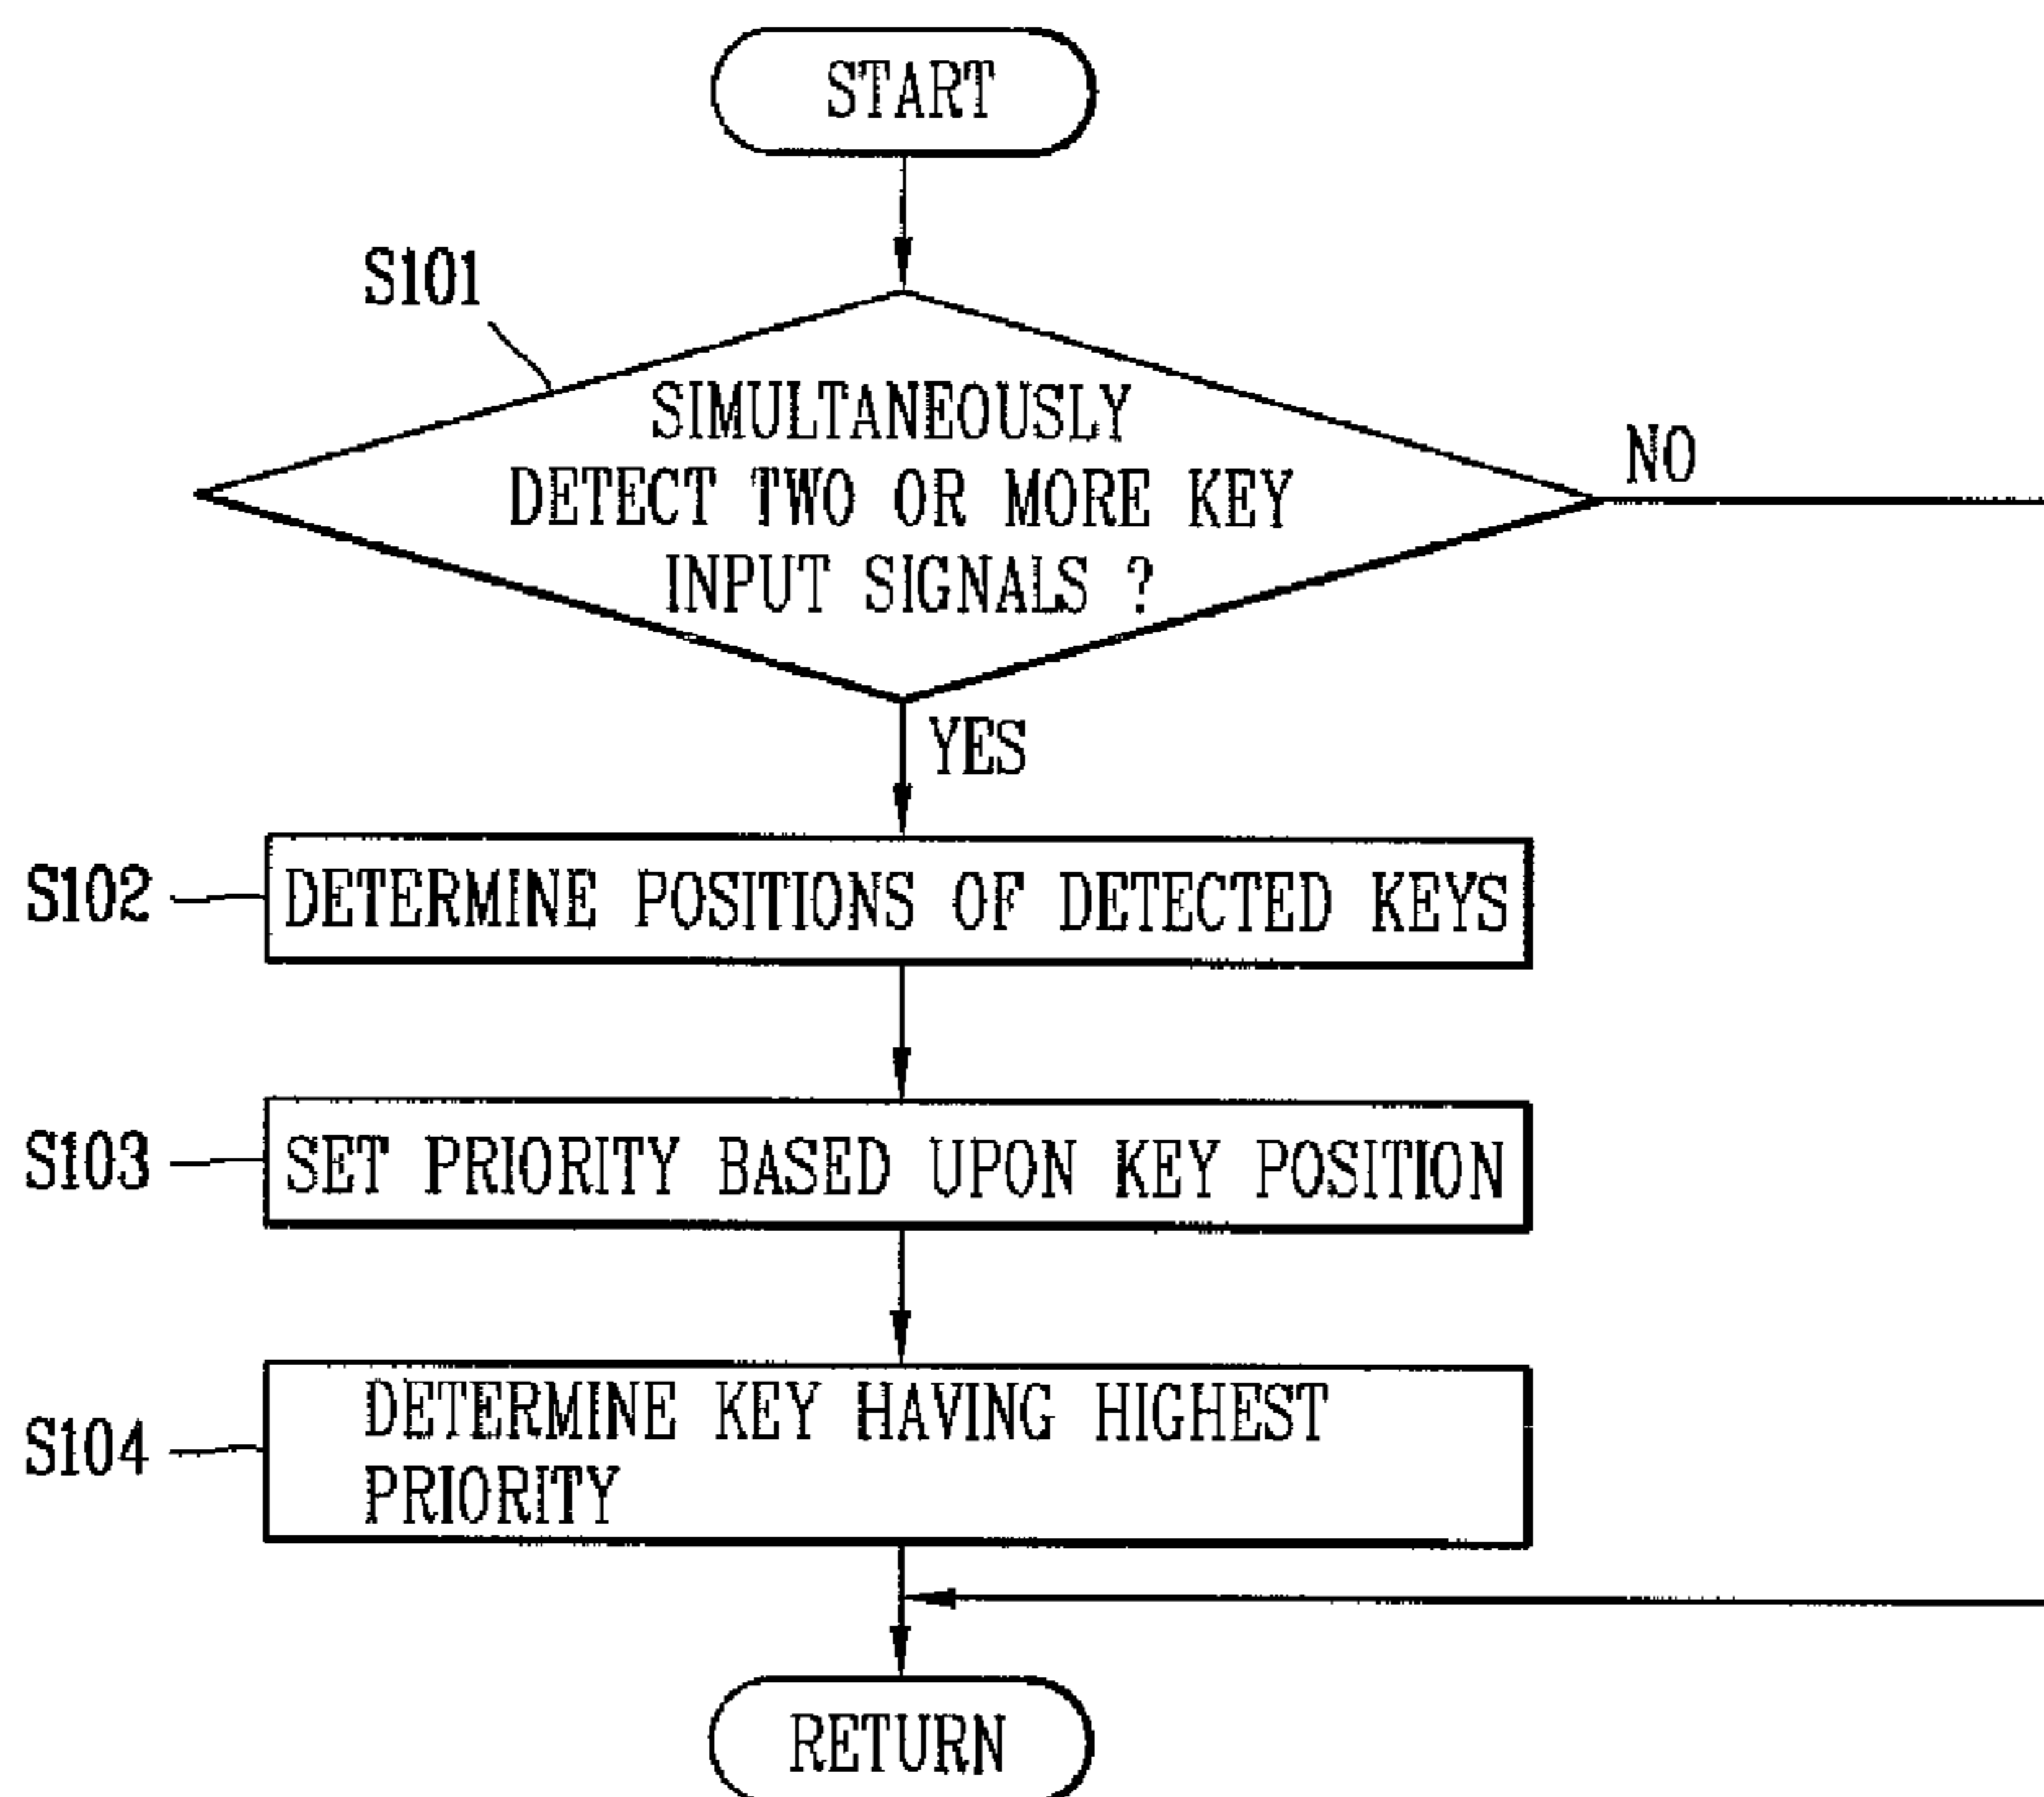 START
S101
SIMULTANEOUSLY
DETECT TWO OR MORE KEY
INPUT SIGNALS ?
NO
YES
S102
DETERMINE POSITIONS OF DETECTED KEYS
S103
SET PRIORITY BASED UPON KEY POSITION
S104
DETERMINE KEY HAVING HIGHEST
PRIORITY
RETURN